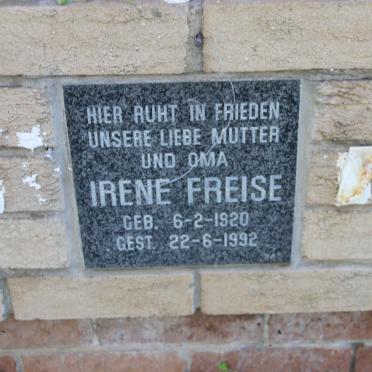 HIER RUHT IN FRIEDEN
UNSERE LIEBE MUTTER
UND OMA
IRENE FREISE
GEB. 6-2-1920
GEST. 22-6-1992